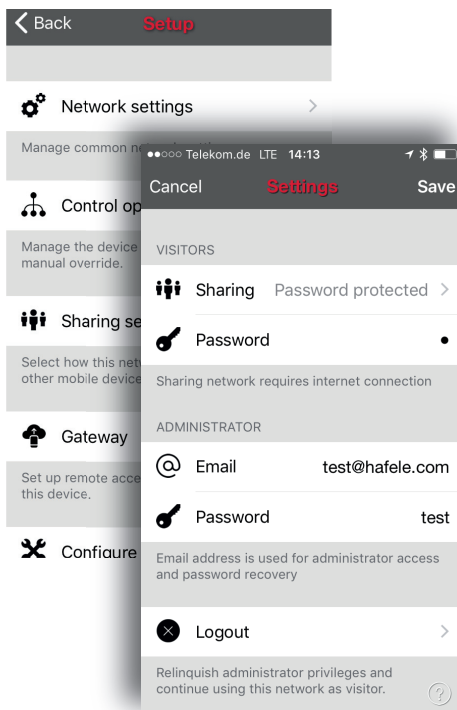 Back Setup
Network settings
Manage common
Control op
Manage the device
manual override.
Sharing se
Select how this net
other mobile device
Gateway
Set up remote acce
this device.
Configure
Telekom.de LTE 14:13
Cancel Settings Save
VISITORS
Sharing Password protected
Password •
Sharing network requires internet connection
ADMINISTRATOR
Email test@hafele.com
Password test
Email address is used for administrator access
and password recovery
Logout
Relinquish administrator privileges and
continue using this network as visitor.
?